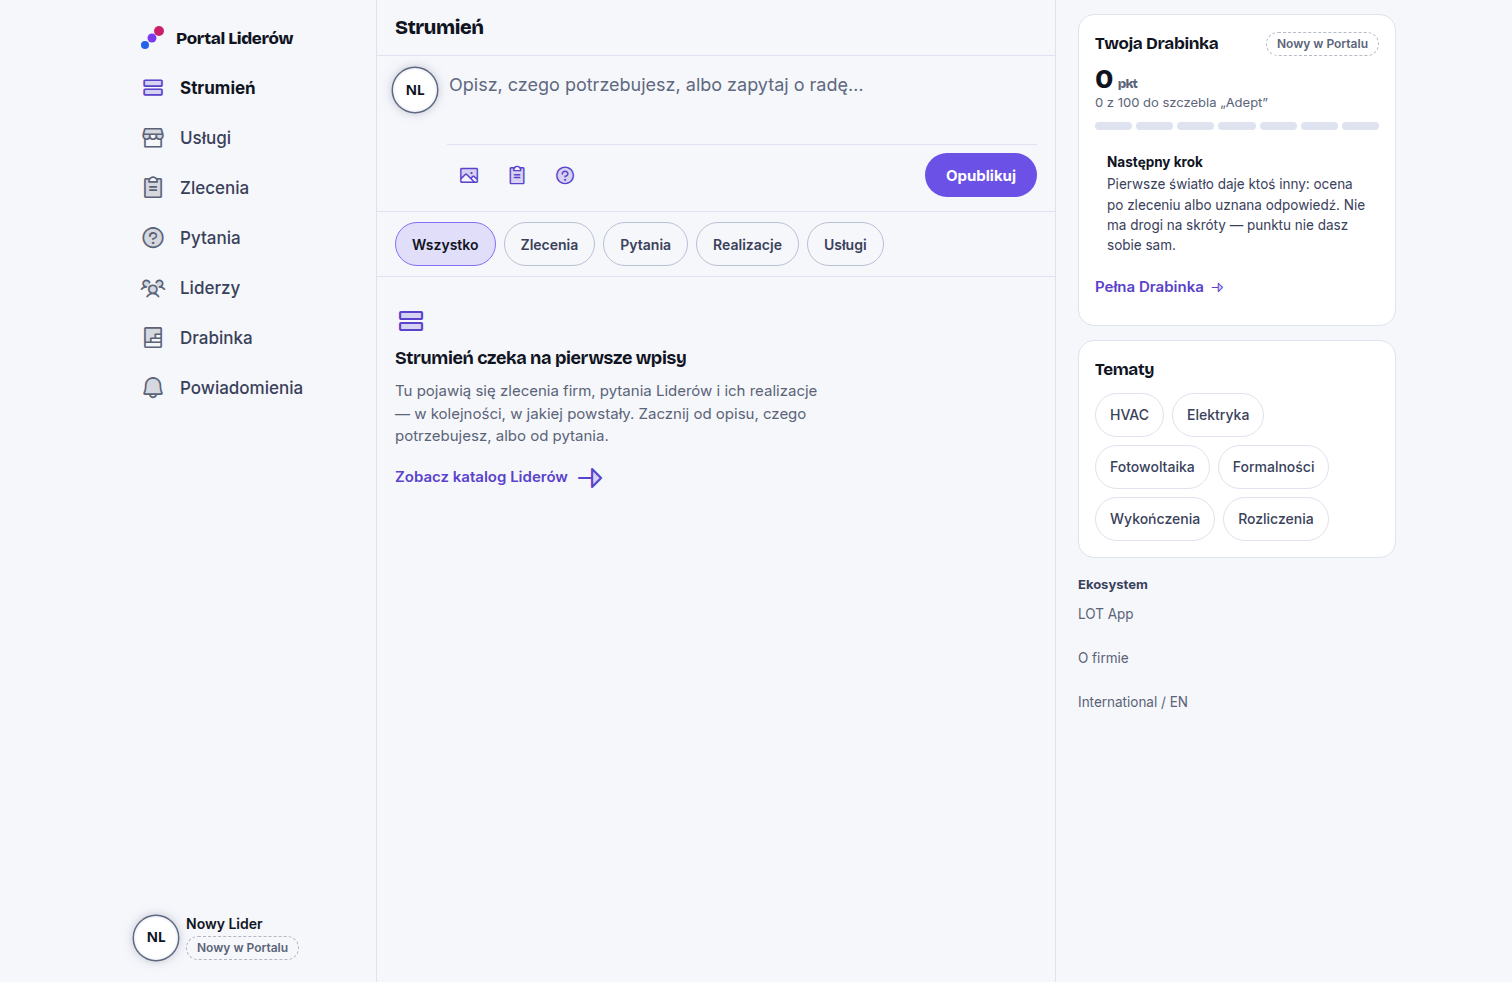 Portal Liderów
Strumień
Usługi
Zlecenia
Pytania
Liderzy
Drabinka
Powiadomienia
NL
Nowy Lider
Nowy w Portalu
Strumień
NL
Opisz, czego potrzebujesz, albo zapytaj o radę...
Opublikuj
Wszystko
Zlecenia
Pytania
Realizacje
Usługi
Strumień czeka na pierwsze wpisy
Tu pojawią się zlecenia firm, pytania Liderów i ich realizacje
— w kolejności, w jakiej powstały. Zacznij od opisu, czego
potrzebujesz, albo od pytania.
Zobacz katalog Liderów
Twoja Drabinka
Nowy w Portalu
0 pkt
0 z 100 do szczebla „Adept”
Następny krok
Pierwsze światło daje ktoś inny: ocena
po zleceniu albo uznana odpowiedź. Nie
ma drogi na skróty — punktu nie dasz
sobie sam.
Pełna Drabinka
Tematy
HVAC
Elektryka
Fotowoltaika
Formalności
Wykończenia
Rozliczenia
Ekosystem
LOT App
O firmie
International / EN